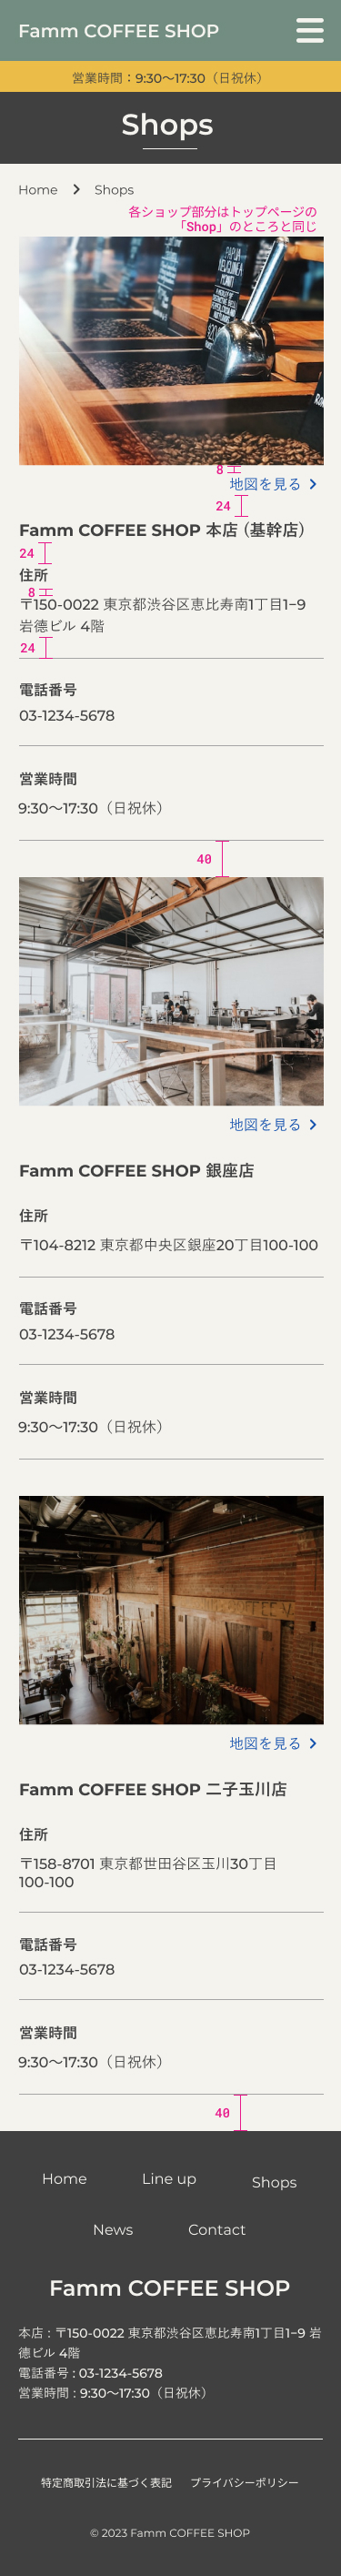 Famm COFFEE SHOP
営業時間：9:30〜17:30（日祝休）
Shops
Home > Shops
各ショップ部分はトップページの
「Shop」のところと同じ
8
地図を見る >
24
Famm COFFEE SHOP 本店（基幹店）
24
住所
8
〒150-0022 東京都渋谷区恵比寿南1丁目1−9
岩徳ビル 4階
24
電話番号
03-1234-5678
営業時間
9:30〜17:30（日祝休）
40
地図を見る >
Famm COFFEE SHOP 銀座店
住所
〒104-8212 東京都中央区銀座20丁目100-100
電話番号
03-1234-5678
営業時間
9:30〜17:30（日祝休）
地図を見る >
Famm COFFEE SHOP 二子玉川店
住所
〒158-8701 東京都世田谷区玉川30丁目
100-100
電話番号
03-1234-5678
営業時間
9:30〜17:30（日祝休）
40
Home Line up Shops
News Contact
Famm COFFEE SHOP
本店 : 〒150-0022 東京都渋谷区恵比寿南1丁目1−9 岩
徳ビル 4階
電話番号 : 03-1234-5678
営業時間 : 9:30〜17:30（日祝休）
特定商取引法に基づく表記 プライバシーポリシー
© 2023 Famm COFFEE SHOP